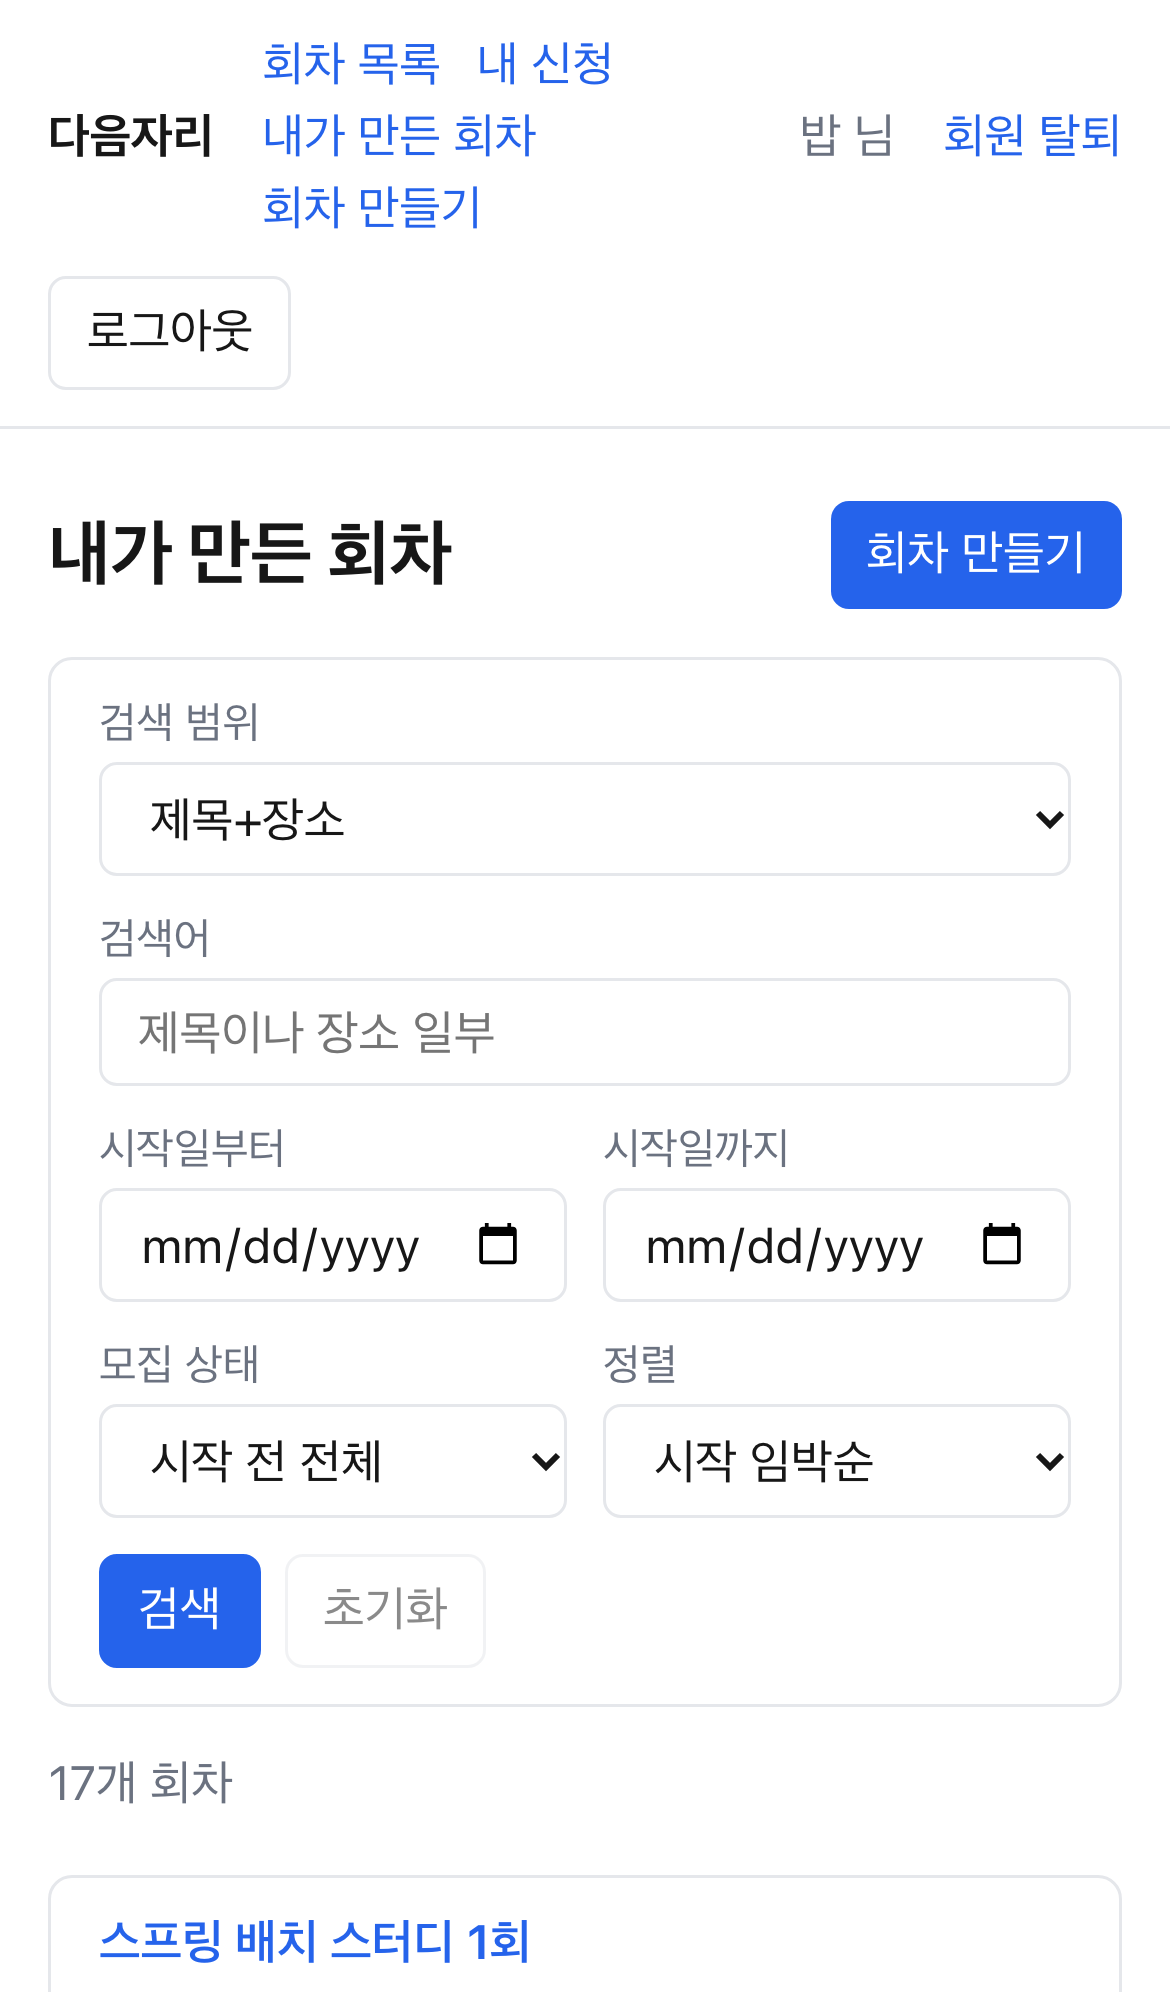 회차 목록 내 신청
다음자리 내가 만든 회차 밥 님 회원 탈퇴
회차 만들기
로그아웃
내가 만든 회차 회차 만들기
검색 범위
제목+장소
검색어
제목이나 장소 일부
시작일부터 시작일까지
mm/dd/yyyy mm/dd/yyyy
모집 상태 정렬
시작 전 전체 시작 임박순
검색 초기화
17개 회차
스프링 배치 스터디 1회